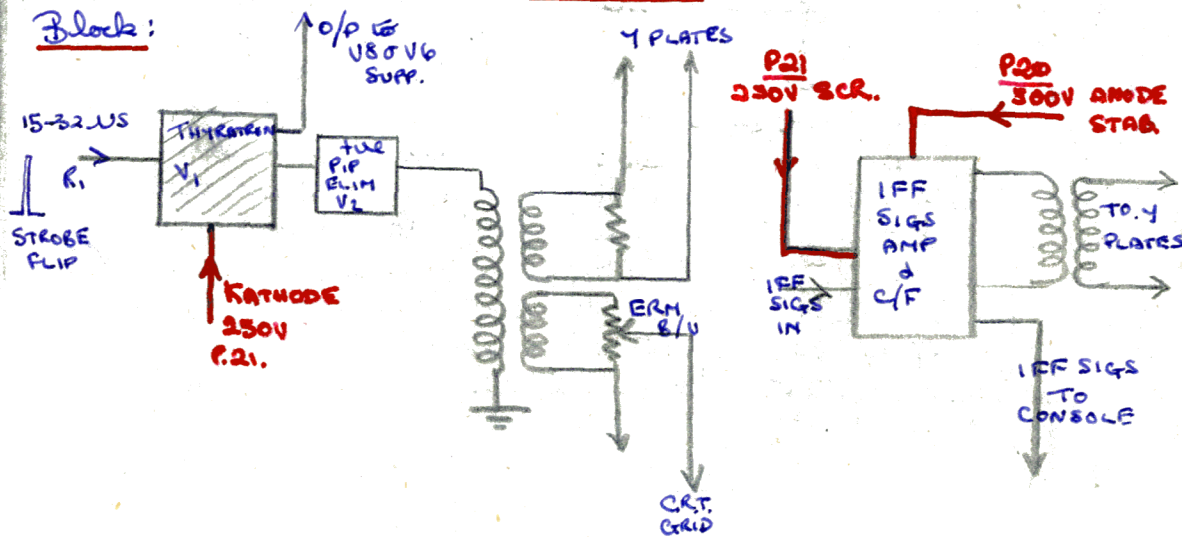 Block:
O/P to
V8 & V6
SUPP.
15-32 US
R1
STROBE
FLIP
THYRATRON
V1
+VE
PIP
ELIM
V2
KATHODE
250V
P.21.
Y PLATES
ERM
B/U
C.R.T.
GRID
P21
250V SCR.
P20
300V ANODE
STAB.
IFF
SIGS
AMP
&
C/F
IFF
SIGS
IN
TO Y
PLATES
IFF SIGS
TO
CONSOLE